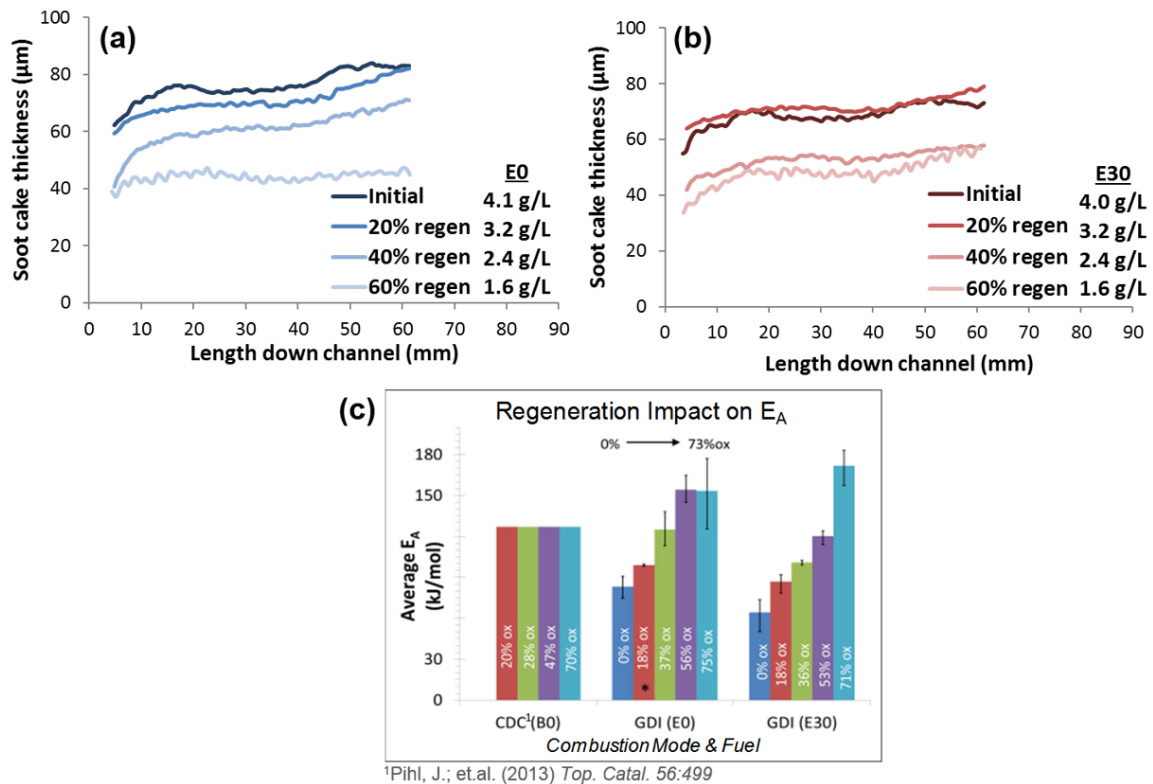 (a)
Soot cake thickness (µm)
100
80
60
40
20
0
E0
Initial 4.1 g/L
20% regen 3.2 g/L
40% regen 2.4 g/L
60% regen 1.6 g/L
0 10 20 30 40 50 60 70 80 90
Length down channel (mm)
(b)
Soot cake thickness (µm)
100
80
60
40
20
0
E30
Initial 4.0 g/L
20% regen 3.2 g/L
40% regen 2.4 g/L
60% regen 1.6 g/L
0 10 20 30 40 50 60 70 80 90
Length down channel (mm)
(c)
Regeneration Impact on EA
0% 73%ox
Average EA
(kJ/mol)
180
150
30
0
20% ox 28% ox 47% ox 70% ox
0% ox 18% ox 37% ox 56% ox 75% ox
*
0% ox 18% ox 36% ox 53% ox 71% ox
CDC¹(B0) GDI (E0) GDI (E30)
Combustion Mode & Fuel
¹Pihl, J.; et.al. (2013) Top. Catal. 56:499